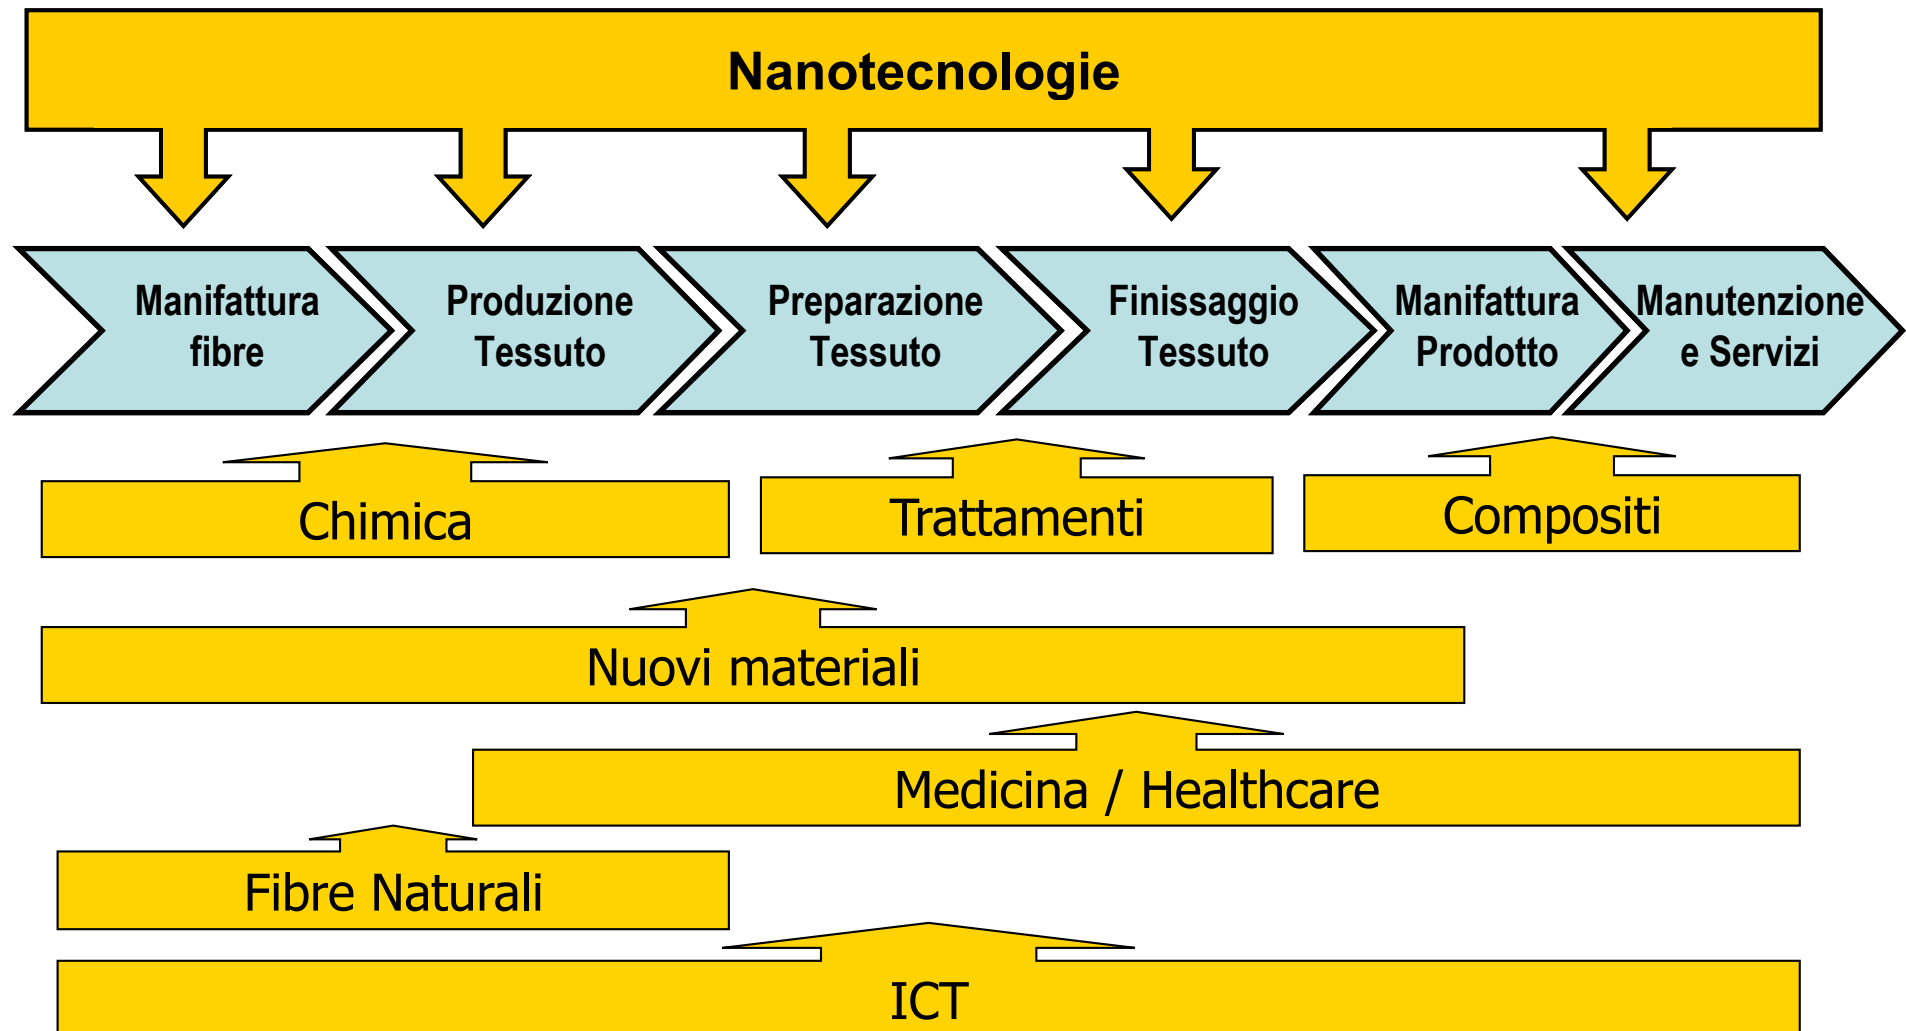 Nanotecnologie
Manifattura
fibre
Produzione
Tessuto
Preparazione
Tessuto
Finissaggio
Tessuto
Manifattura
Prodotto
Manutenzione
e Servizi
Chimica
Trattamenti
Compositi
Nuovi materiali
Medicina / Healthcare
Fibre Naturali
ICT